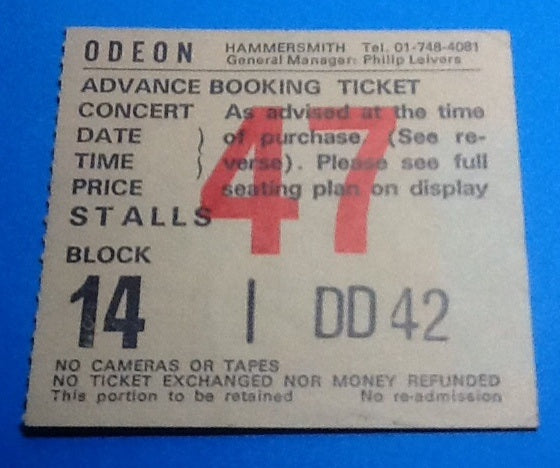 ODEON HAMMERSMITH Tel. 01-748-4081
General Manager: Philip Leivers
ADVANCE BOOKING TICKET
CONCERT As advised at the time
DATE ) of purchase (See re-
TIME ) verse). Please see full
PRICE seating plan on display
STALLS
47
BLOCK
14 | DD 42
NO CAMERAS OR TAPES
NO TICKET EXCHANGED NOR MONEY REFUNDED
This portion to be retained No re-admission